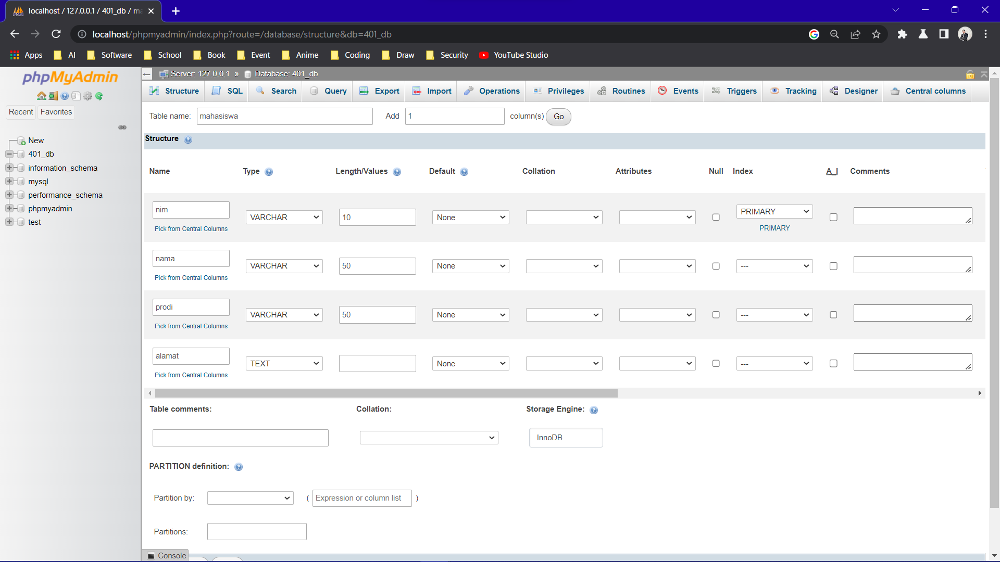 localhost / 127.0.0.1 / 401_db / ma
localhost/phpmyadmin/index.php?route=/database/structure&db=401_db
Apps AI Software School Book Event Anime Coding Draw Security YouTube Studio
phpMyAdmin
Server: 127.0.0.1 » Database: 401_db
Structure SQL Search Query Export Import Operations Privileges Routines Events Triggers Tracking Designer Central columns
Recent Favorites
New
401_db
information_schema
mysql
performance_schema
phpmyadmin
test
Table name: mahasiswa Add 1 column(s) Go
Structure
Name Type Length/Values Default Collation Attributes Null Index A_I Comments
nim VARCHAR 10 None PRIMARY
Pick from Central Columns PRIMARY
nama VARCHAR 50 None ---
Pick from Central Columns
prodi VARCHAR 50 None ---
Pick from Central Columns
alamat TEXT None ---
Pick from Central Columns
Table comments: Collation: Storage Engine:
InnoDB
PARTITION definition:
Partition by: ( Expression or column list )
Partitions:
Console